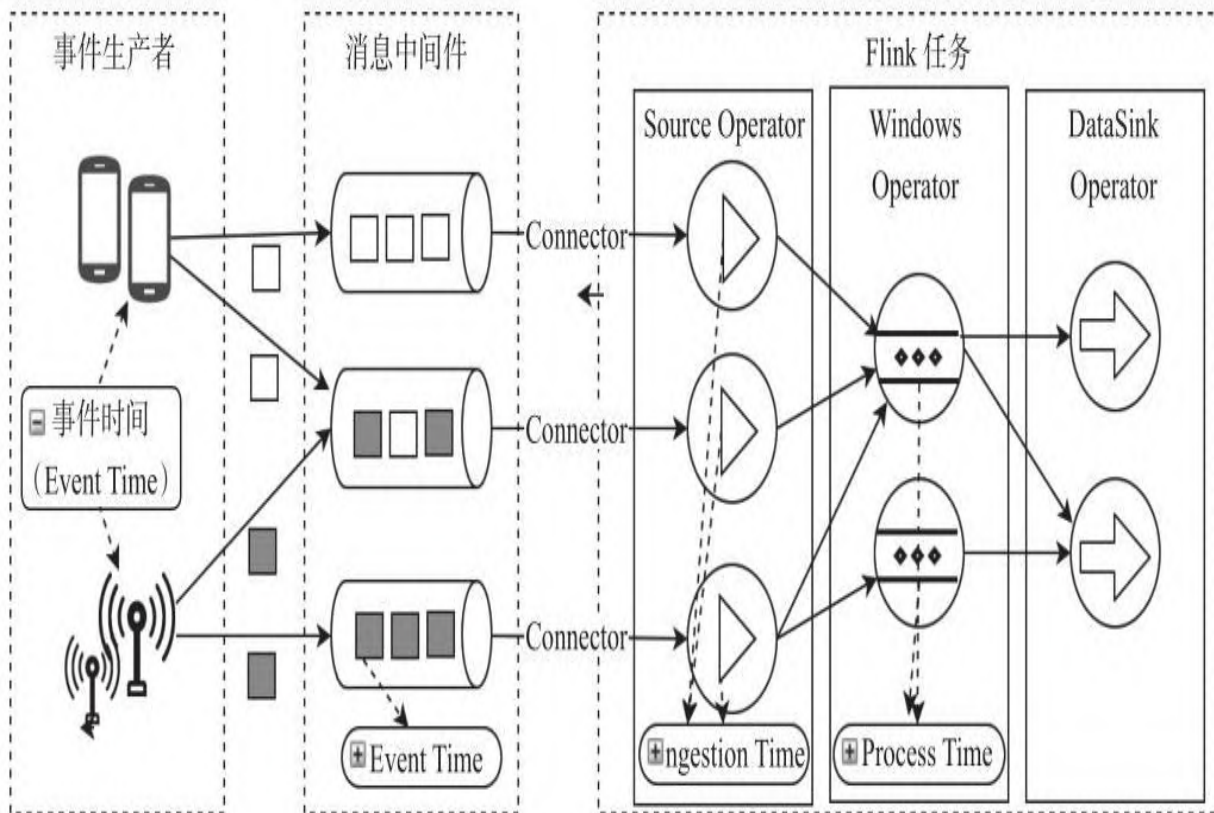 事件生产者
消息中间件
Flink 任务
Source Operator
Windows
Operator
DataSink
Operator
Connector
Connector
Connector
事件时间
(Event Time)
Event Time
ngestion Time
Process Time